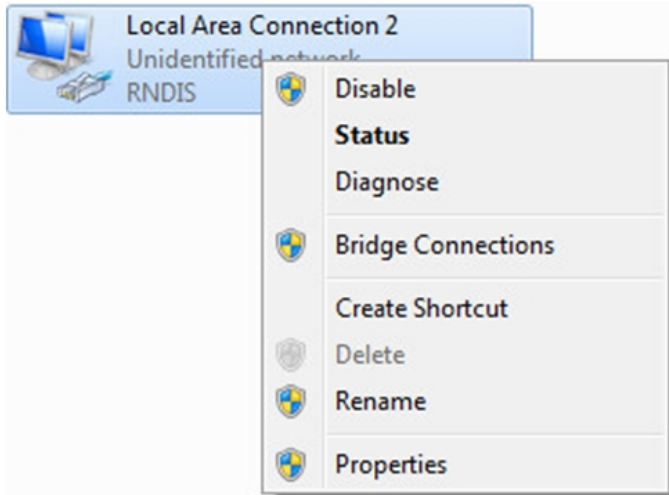 Local Area Connection 2
Unidentified network
RNDIS
Disable
Status
Diagnose
Bridge Connections
Create Shortcut
Delete
Rename
Properties